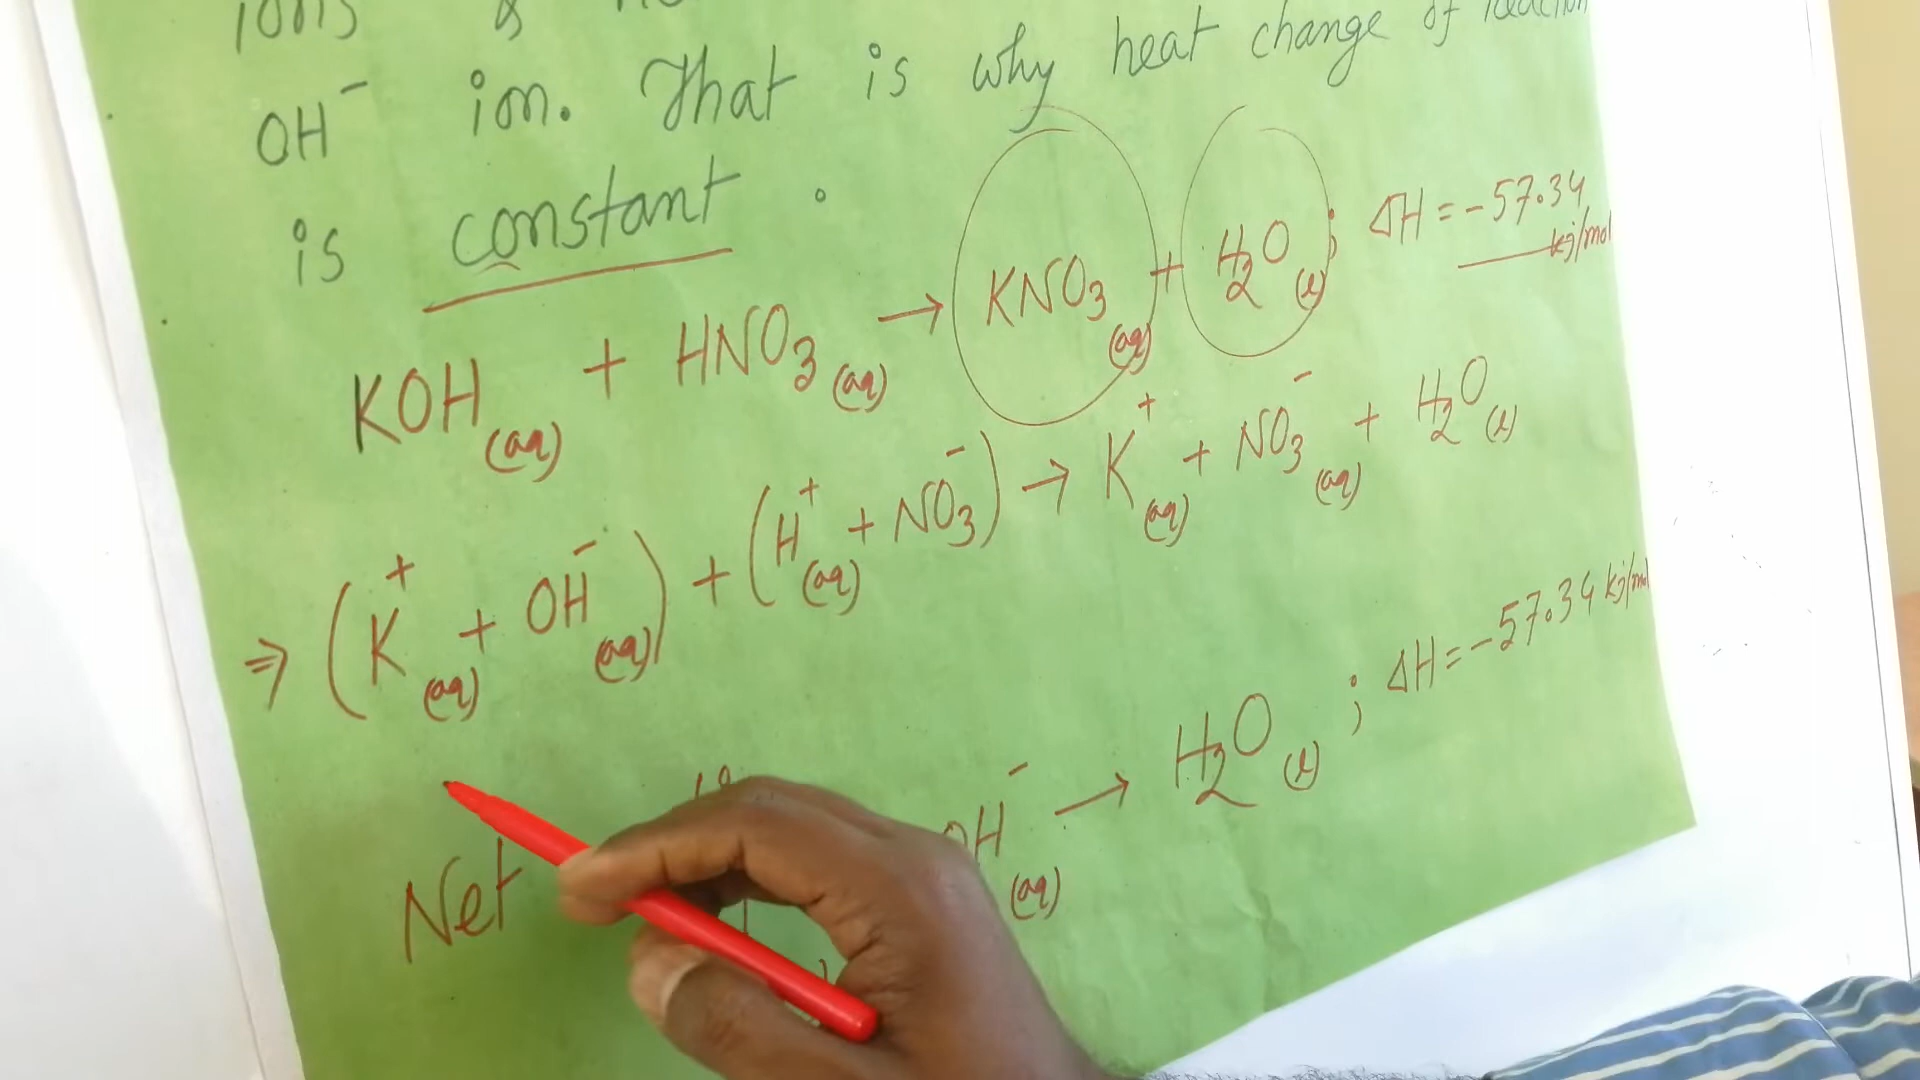 ions
OH⁻ ion. That is why heat change of reaction
is constant.
KOH(aq) + HNO₃(aq) → KNO₃(aq) + H₂O(l) ; ΔH = -57.34 kj/mol
⇒ (K⁺(aq) + OH⁻(aq)) + (H⁺(aq) + NO₃⁻) → K⁺(aq) + NO₃⁻(aq) + H₂O(l)
Net OH⁻(aq) → H₂O(l) ; ΔH = -57.34 kj/mol